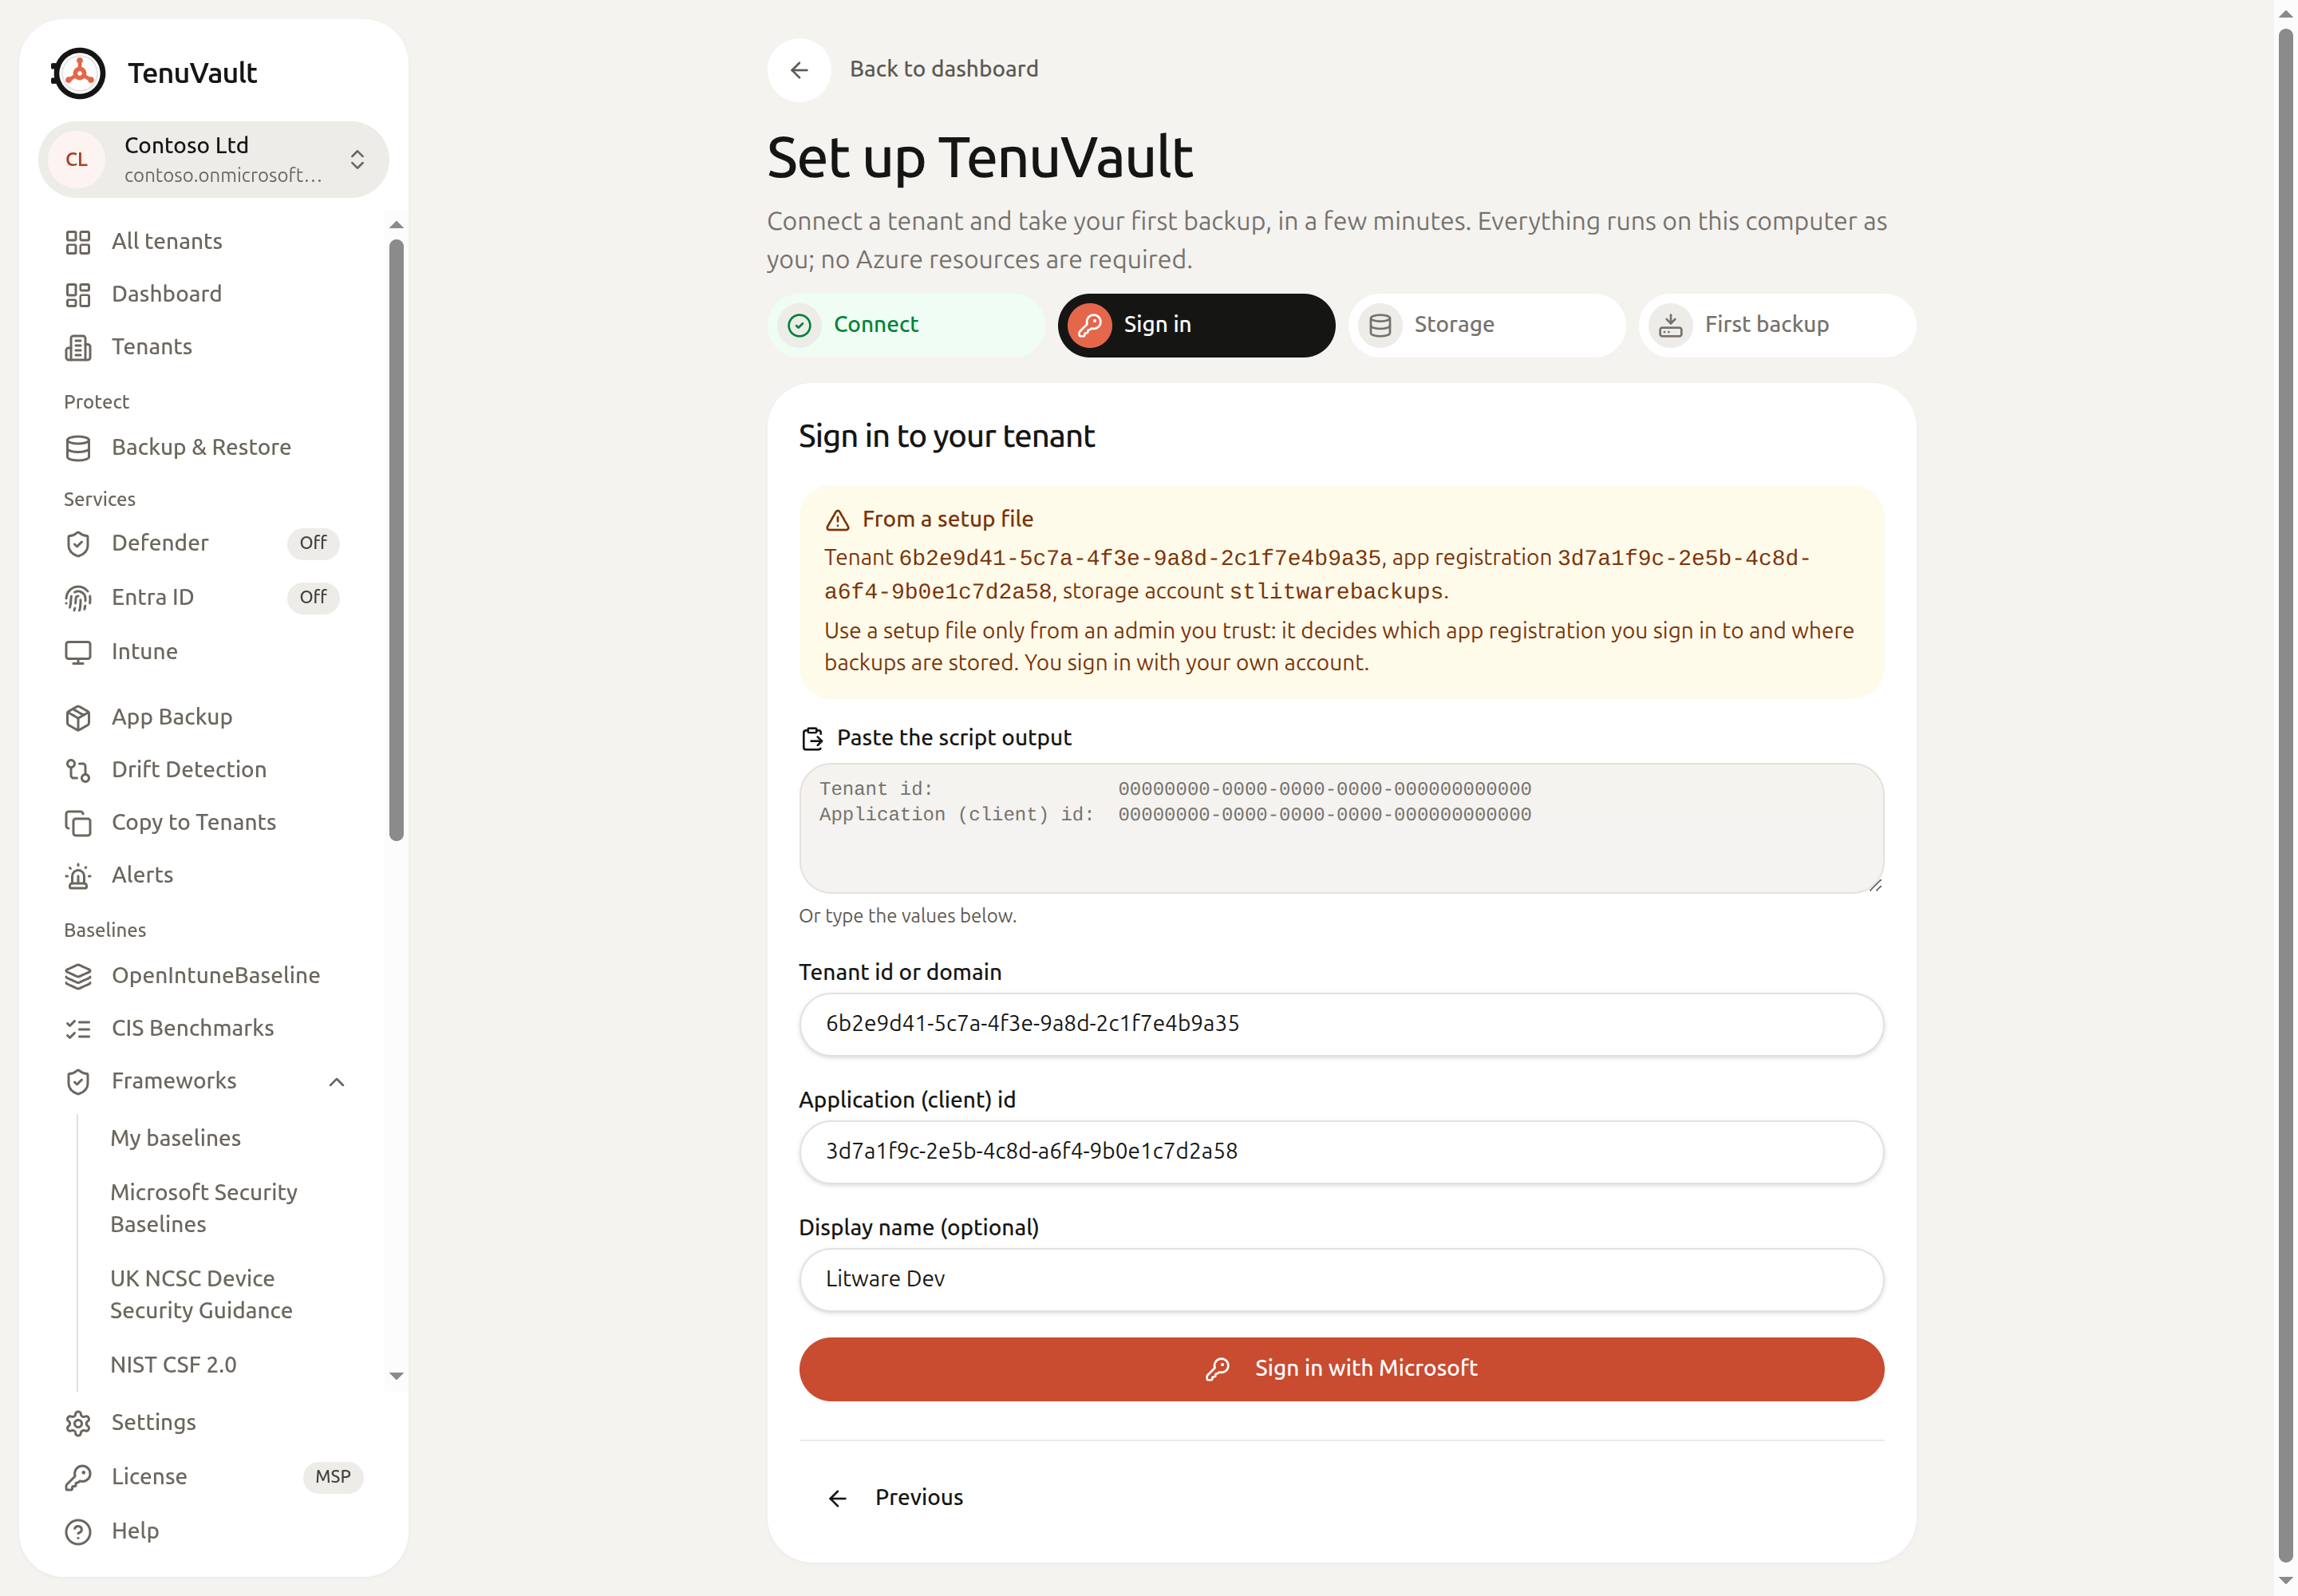 TenuVault
CL
Contoso Ltd
contoso.onmicrosoft...
All tenants
Dashboard
Tenants
Protect
Backup & Restore
Services
Defender Off
Entra ID Off
Intune
App Backup
Drift Detection
Copy to Tenants
Alerts
Baselines
OpenIntuneBaseline
CIS Benchmarks
Frameworks
My baselines
Microsoft Security
Baselines
UK NCSC Device
Security Guidance
NIST CSF 2.0
Settings
License MSP
Help
Back to dashboard
Set up TenuVault
Connect a tenant and take your first backup, in a few minutes. Everything runs on this computer as
you; no Azure resources are required.
Connect Sign in Storage First backup
Sign in to your tenant
From a setup file
Tenant 6b2e9d41-5c7a-4f3e-9a8d-2c1f7e4b9a35, app registration 3d7a1f9c-2e5b-4c8d-
a6f4-9b0e1c7d2a58, storage account stlitwarebackups.
Use a setup file only from an admin you trust: it decides which app registration you sign in to and where
backups are stored. You sign in with your own account.
Paste the script output
Tenant id: 00000000-0000-0000-0000-000000000000
Application (client) id: 00000000-0000-0000-0000-000000000000
Or type the values below.
Tenant id or domain
6b2e9d41-5c7a-4f3e-9a8d-2c1f7e4b9a35
Application (client) id
3d7a1f9c-2e5b-4c8d-a6f4-9b0e1c7d2a58
Display name (optional)
Litware Dev
Sign in with Microsoft
Previous